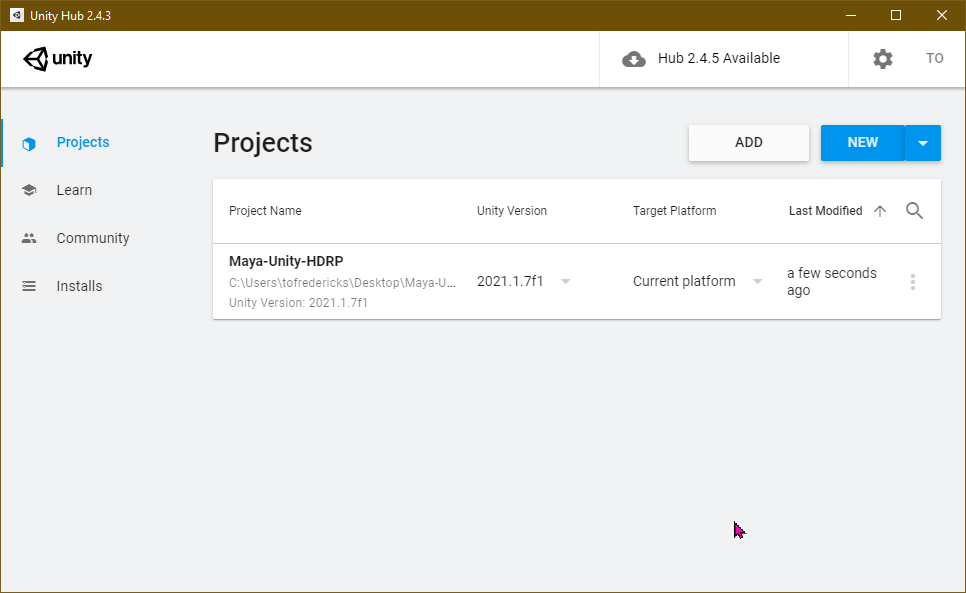 Unity Hub 2.4.3
unity
Hub 2.4.5 Available
TO
Projects
Learn
Community
Installs
Projects
ADD
NEW
Project Name
Unity Version
Target Platform
Last Modified
Maya-Unity-HDRP
C:\Users\tofredericks\Desktop\Maya-U...
Unity Version: 2021.1.7f1
2021.1.7f1
Current platform
a few seconds
ago